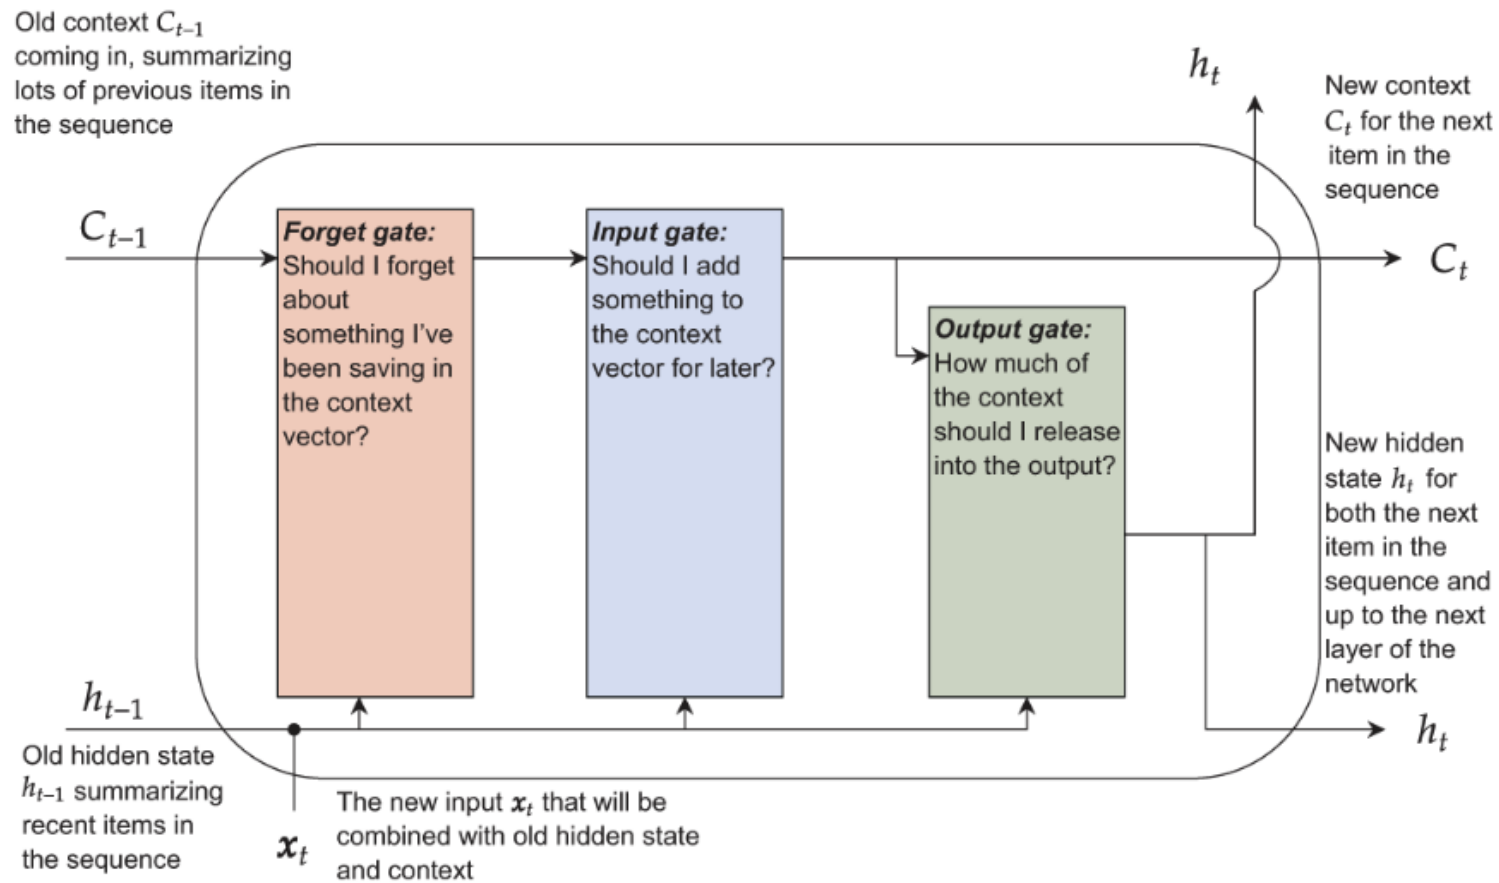 Old context C_{t−1}
coming in, summarizing
lots of previous items in
the sequence
h_t
New context
C_t for the next
item in the
sequence
C_{t−1}
Forget gate:
Should I forget
about
something I've
been saving in
the context
vector?
Input gate:
Should I add
something to
the context
vector for later?
C_t
Output gate:
How much of
the context
should I release
into the output?
New hidden
state h_t for
both the next
item in the
sequence and
up to the next
layer of the
network
h_{t−1}
h_t
Old hidden state
h_{t−1} summarizing
recent items in
the sequence
x_t
The new input x_t that will be
combined with old hidden state
and context